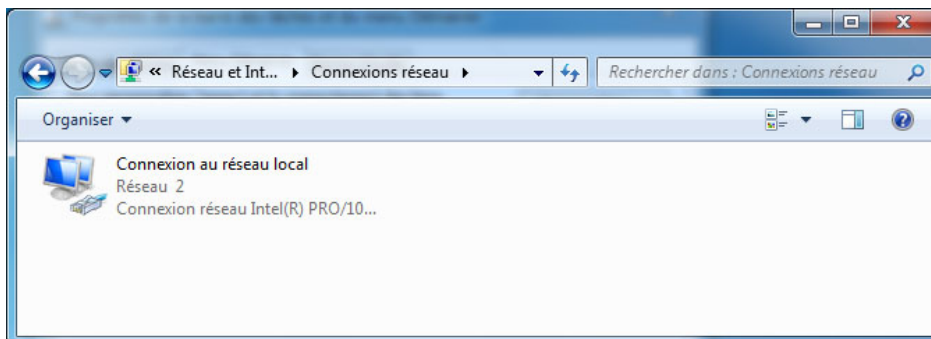 « Réseau et Int... ▸ Connexions réseau ▸
Rechercher dans : Connexions réseau
Organiser
Connexion au réseau local
Réseau 2
Connexion réseau Intel(R) PRO/10...